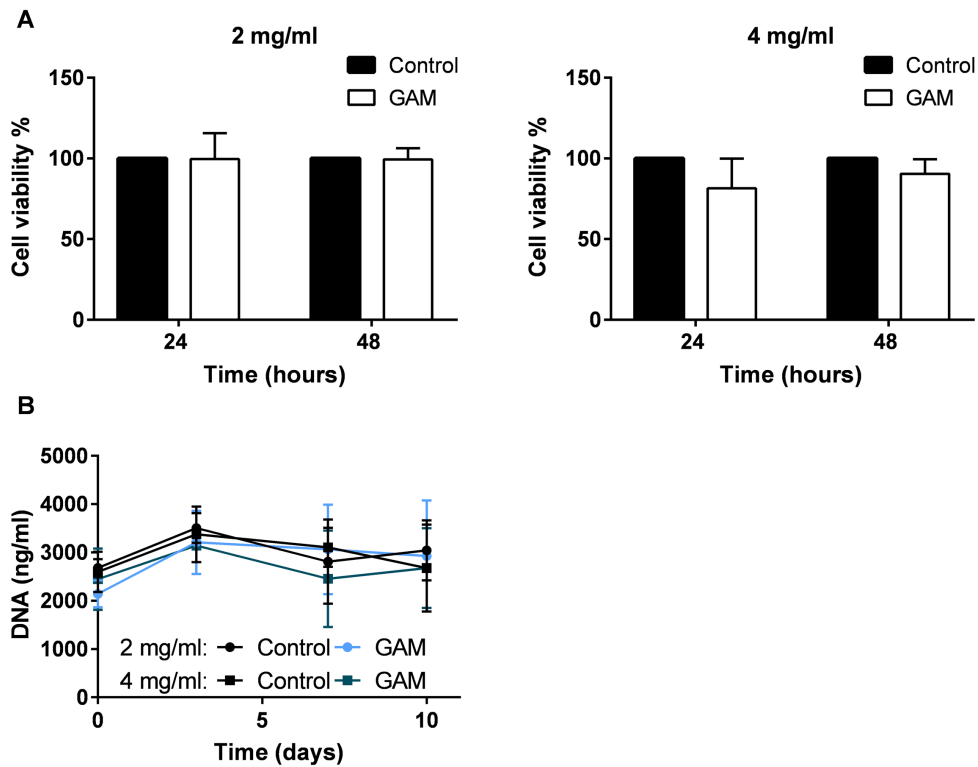 A
2 mg/ml
Control
GAM
150
100
50
0
Cell viability %
24
48
Time (hours)
4 mg/ml
Control
GAM
150
100
50
0
Cell viability %
24
48
Time (hours)
B
5000
4000
3000
2000
1000
0
DNA (ng/ml)
2 mg/ml: Control GAM
4 mg/ml: Control GAM
0
5
10
Time (days)